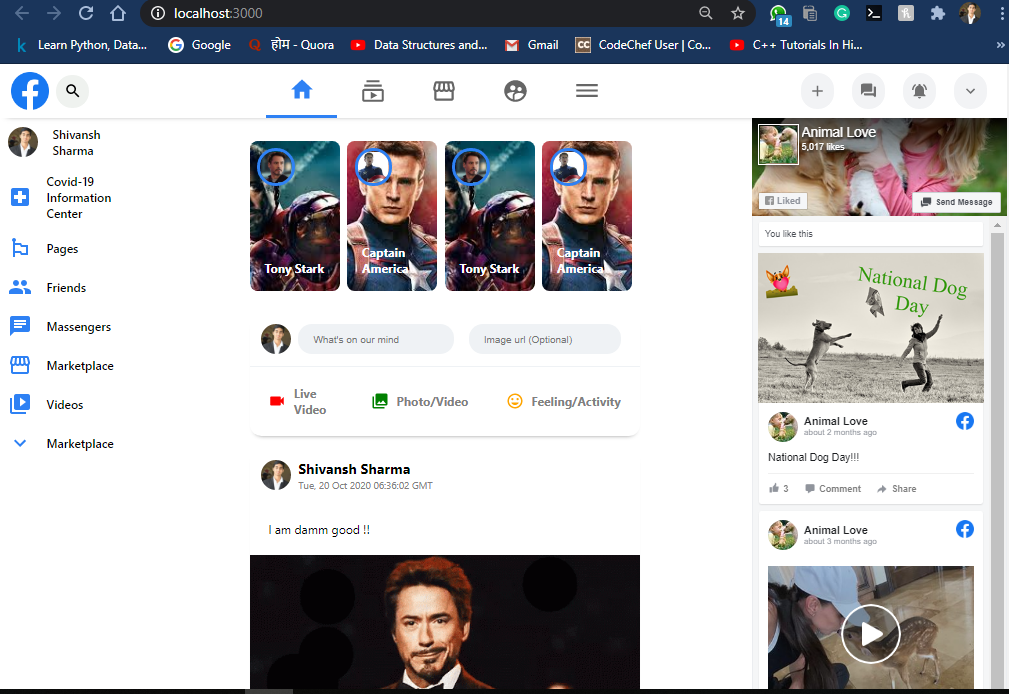 localhost:3000
14
Learn Python, Data...
Google
होम - Quora
Data Structures and...
Gmail
CC
CodeChef User | Co...
C++ Tutorials In Hi...
Shivansh
Sharma
Covid-19
Information
Center
Pages
Friends
Massengers
Marketplace
Videos
Marketplace
Tony Stark
Captain
America
Tony Stark
Captain
America
What's on our mind
Image url (Optional)
Live
Video
Photo/Video
Feeling/Activity
Shivansh Sharma
Tue, 20 Oct 2020 06:36:02 GMT
I am damm good !!
Animal Love
5,017 likes
Liked
Send Message
You like this
National Dog
Day
Animal Love
about 2 months ago
National Dog Day!!!
3
Comment
Share
Animal Love
about 3 months ago